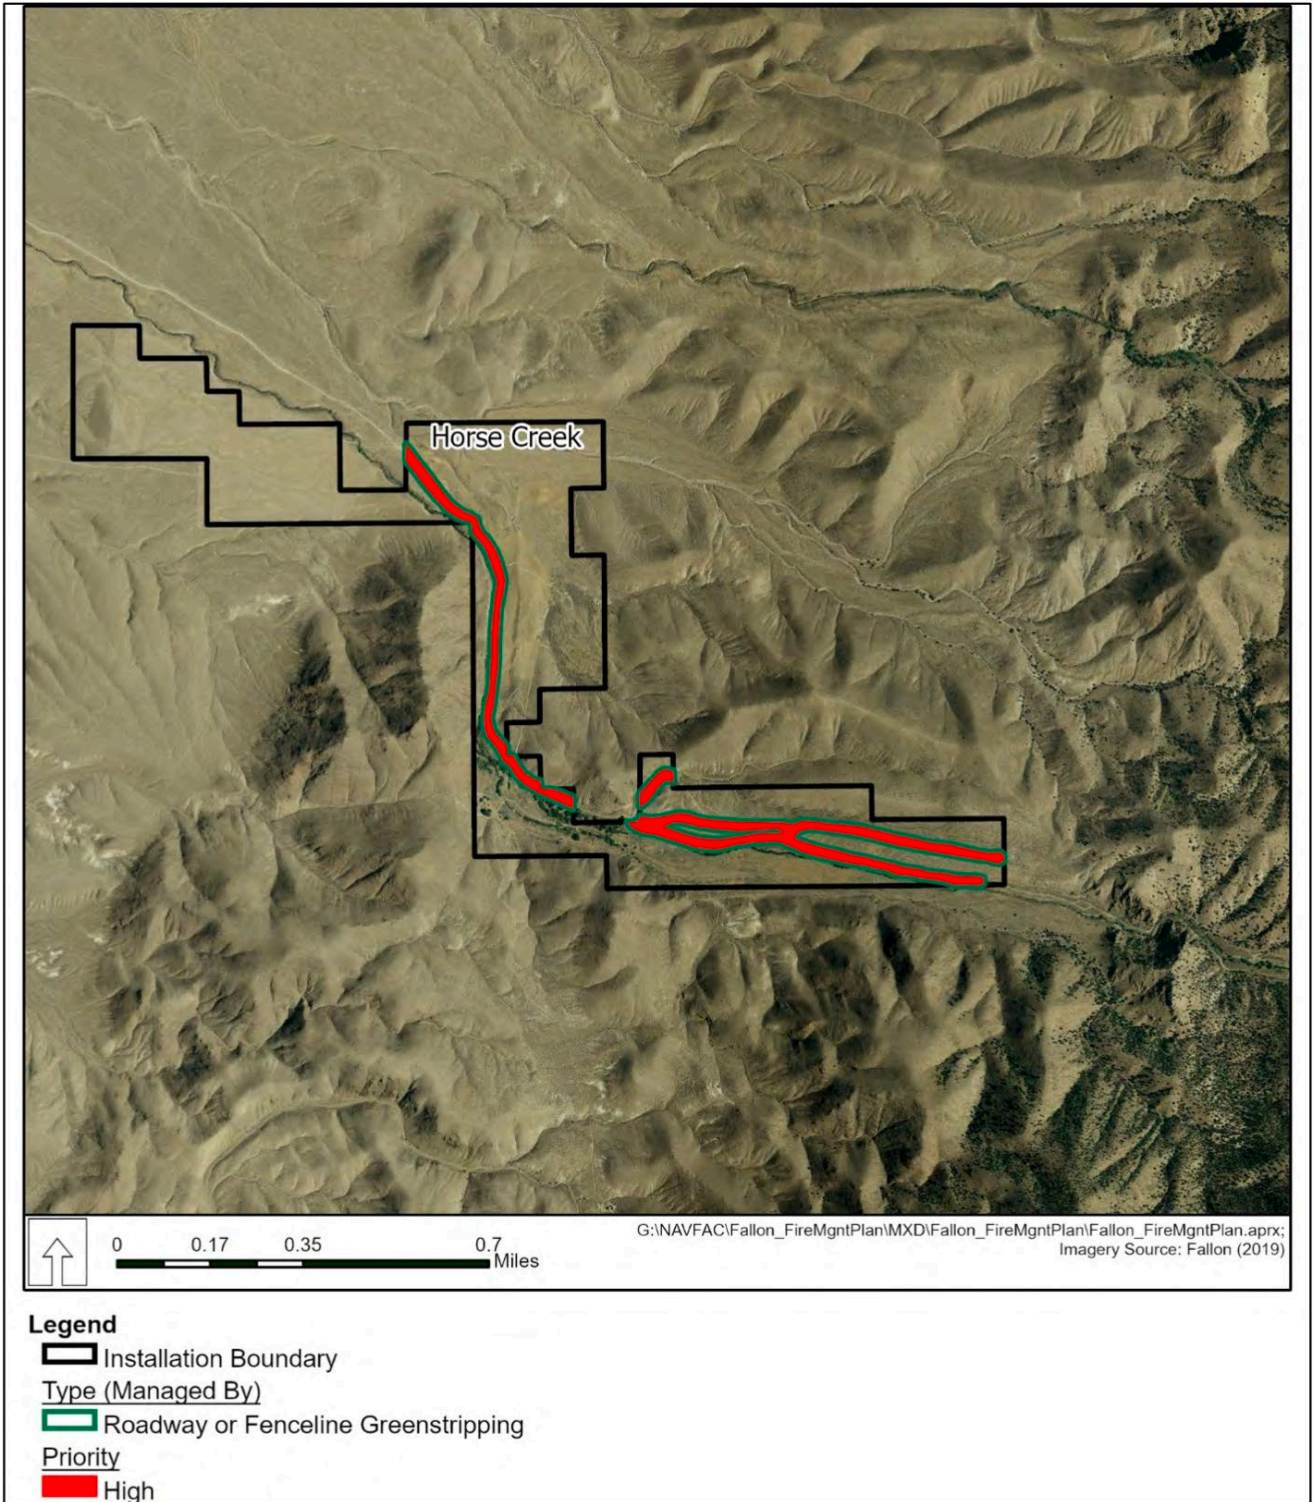 Horse Creek
0 0.17 0.35 0.7
Miles
G:\NAVFAC\Fallon_FireMgntPlan\MXD\Fallon_FireMgntPlan\Fallon_FireMgntPlan.aprx;
Imagery Source: Fallon (2019)
Legend
Installation Boundary
Type (Managed By)
Roadway or Fenceline Greenstripping
Priority
High